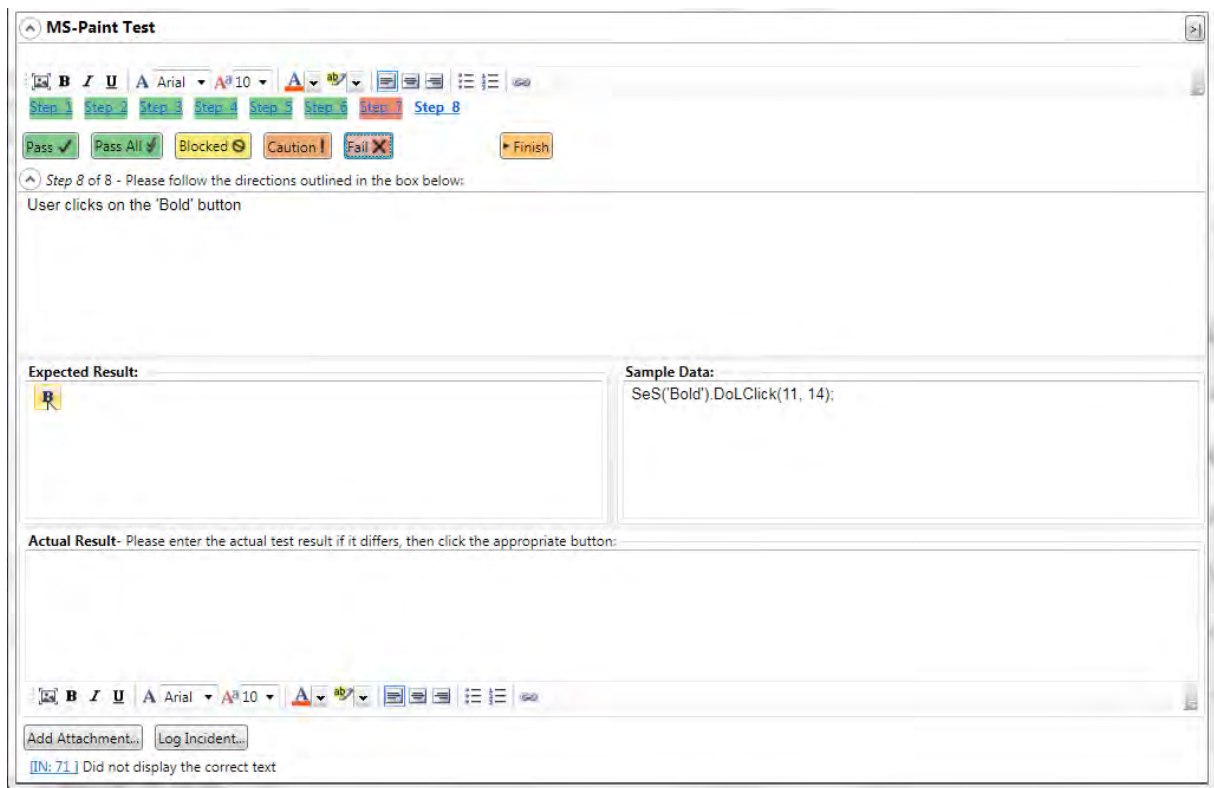 MS-Paint Test
B I U A Arial Aa 10 A ab
Step 1 Step 2 Step 3 Step 4 Step 5 Step 6 Step 7 Step 8
Pass Pass All Blocked Caution ! Fail Finish
Step 8 of 8 - Please follow the directions outlined in the box below:
User clicks on the 'Bold' button
Expected Result: Sample Data:
B SeS('Bold').DoLClick(11, 14);
Actual Result- Please enter the actual test result if it differs, then click the appropriate button:
B I U A Arial Aa 10 A ab
Add Attachment... Log Incident...
[IN: 71 ] Did not display the correct text